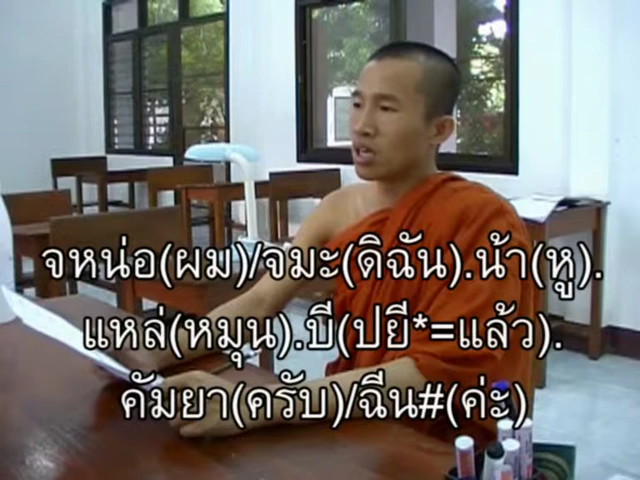 จหน่อ(ผม)/จมะ(ดิฉัน).น้า(หู).
แหล่(หมุน).บี(ปยี*=แล้ว).
คัมยา(ครับ)/ฉีน#(ค่ะ)